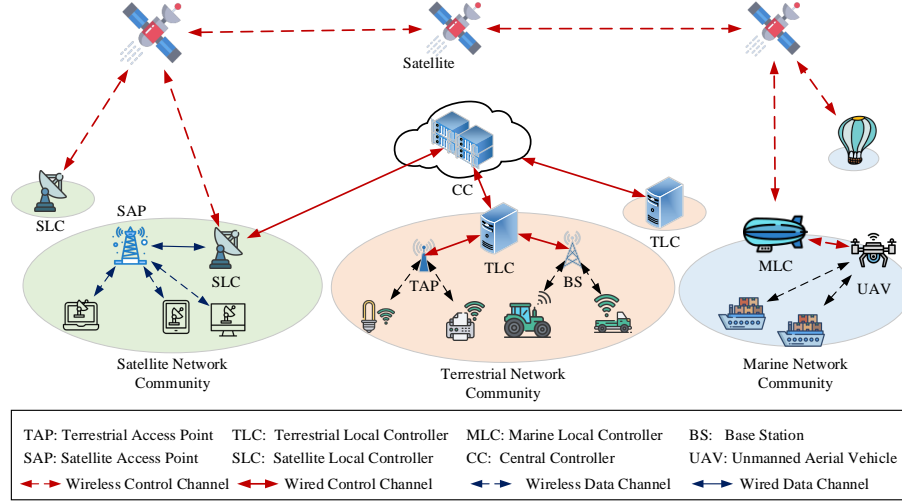 Satellite
CC
SLC
SAP
SLC
TAP
TLC
BS
TLC
MLC
UAV
Satellite Network
Community
Terrestrial Network
Community
Marine Network
Community
TAP: Terrestrial Access Point TLC: Terrestrial Local Controller MLC: Marine Local Controller BS: Base Station
SAP: Satellite Access Point SLC: Satellite Local Controller CC: Central Controller UAV: Unmanned Aerial Vehicle
Wireless Control Channel Wired Control Channel Wireless Data Channel Wired Data Channel